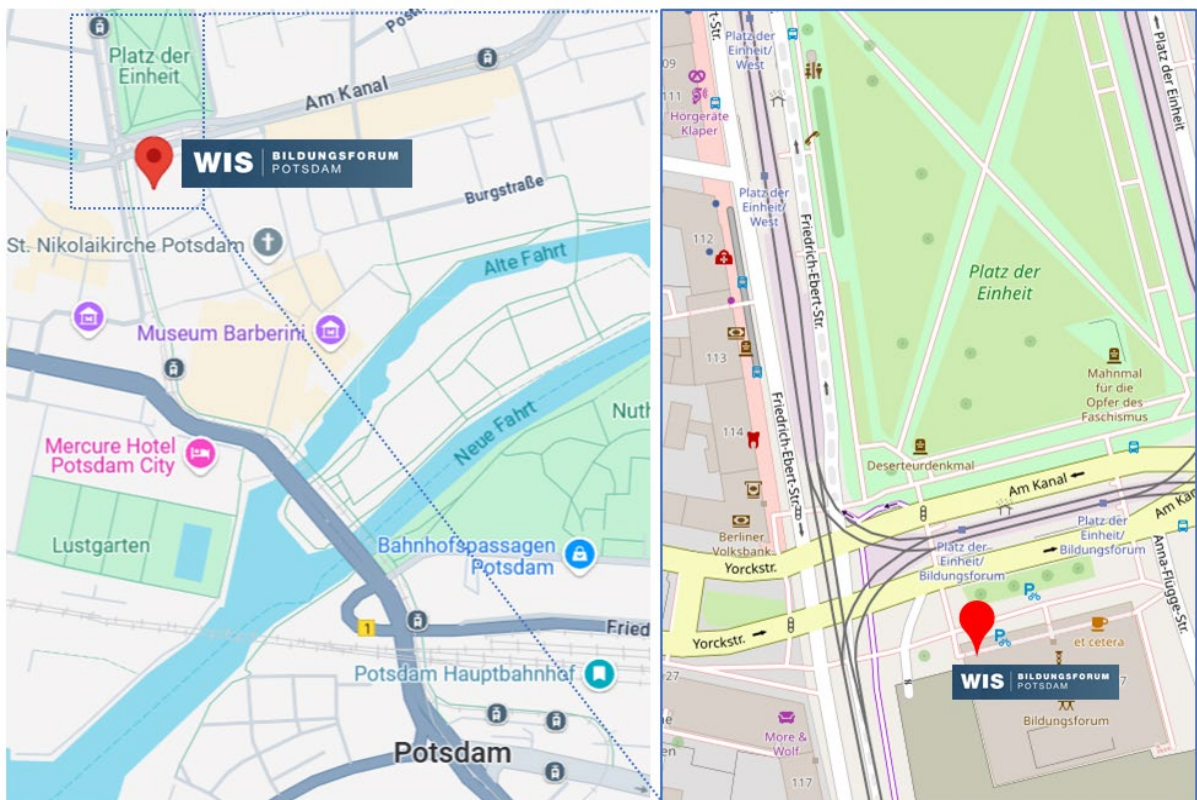 Platz der
Einheit
Post
Am Kanal
WIS
BILDUNGSFORUM
POTSDAM
Burgstraße
St. Nikolaikirche Potsdam
Alte Fahrt
Museum Barberini
Neue Fahrt
Nuth
Mercure Hotel
Potsdam City
Lustgarten
Bahnhofspassagen
Potsdam
1
Fried
Potsdam Hauptbahnhof
Potsdam
Platz der
Einheit/
West
Platz der Einheit
109
111
Hörgeräte
Klaper
Platz der
Einheit/
West
112
Friedrich-Ebert-Str.
Platz der
Einheit
113
Mahnmal
für die
Opfer des
Faschismus
114
Friedrich-Ebert-Str.
Deserteurdenkmal
Am Kanal
Berliner
Volksbank
Platz der
Einheit/
Bildungsforum
Platz der
Einheit/
Bildungsforum
Yorckstr.
Anna-Flügge-Str.
Yorckstr.
P
P
et cetera
WIS
BILDUNGSFORUM
POTSDAM
27
7
Bildungsforum
More &
Wolf
117